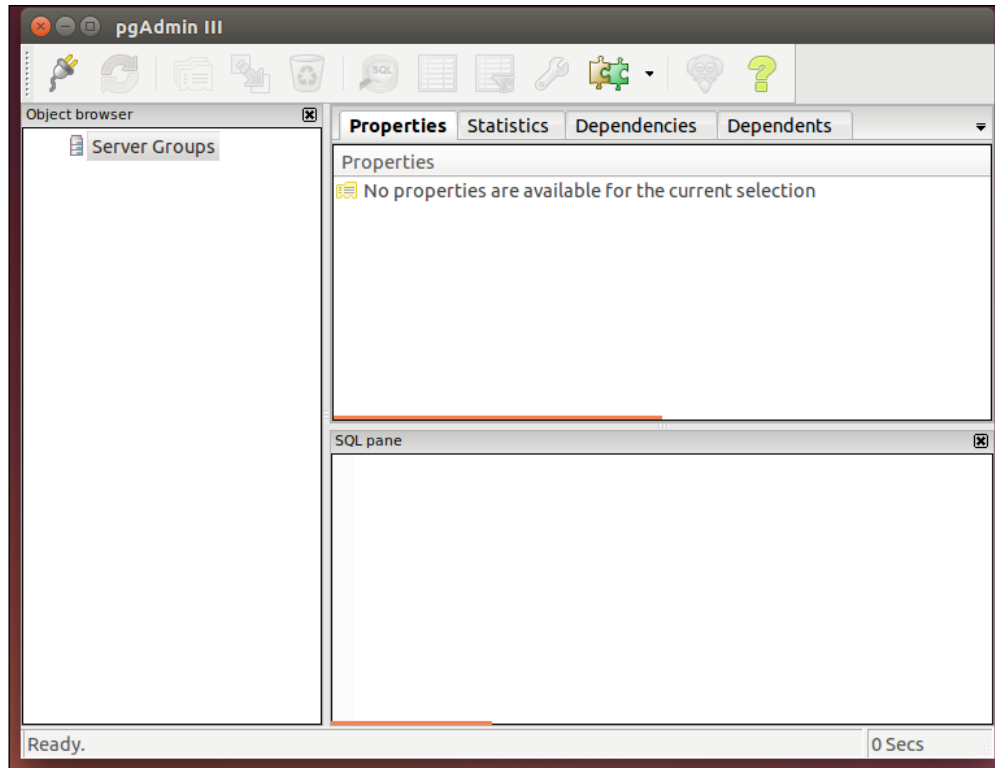 pgAdmin III
SQL
Object browser
Server Groups
Properties Statistics Dependencies Dependents
Properties
No properties are available for the current selection
SQL pane
Ready.
0 Secs